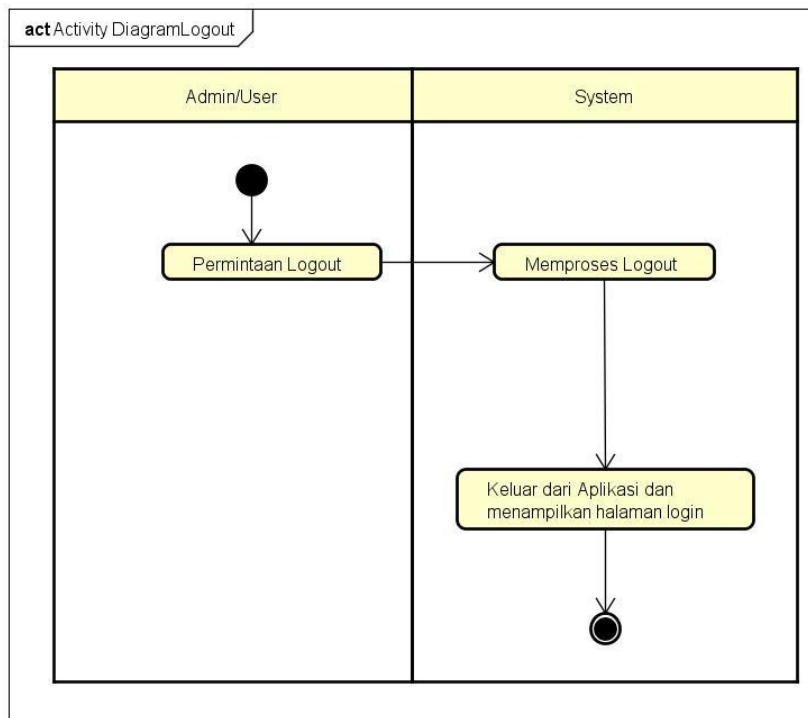 act Activity DiagramLogout
Admin/User
System
Permintaan Logout
Memproses Logout
Keluar dari Aplikasi dan
menampilkan halaman login